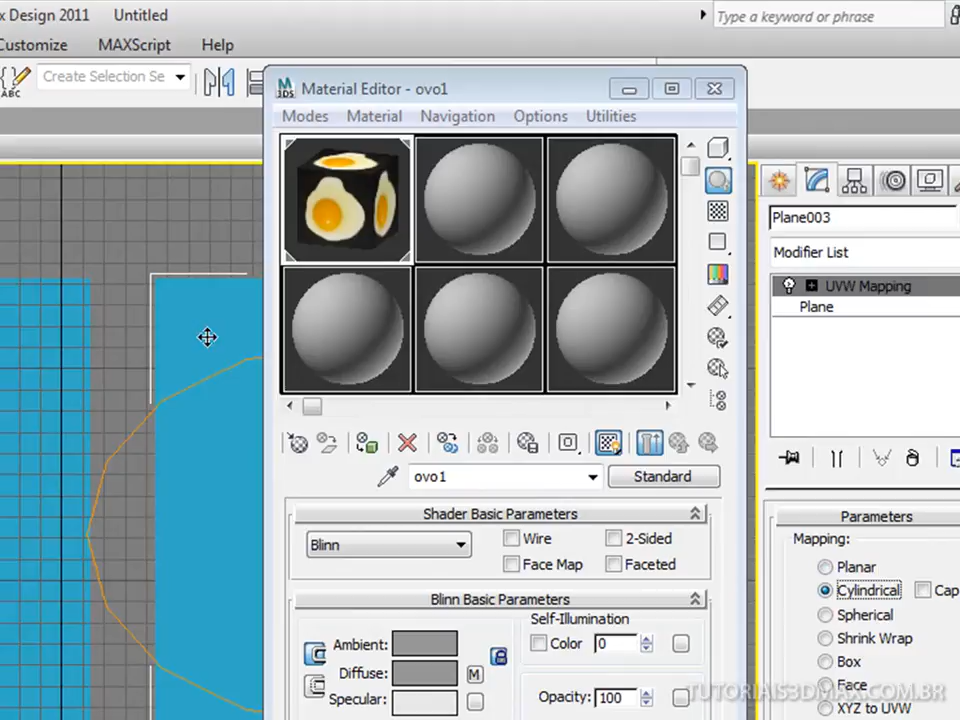 x Design 2011 Untitled
Type a keyword or phrase
Customize MAXScript Help
ABC
Create Selection Se
3DS
Material Editor - ovo1
Modes Material Navigation Options Utilities
Plane003
Modifier List
UVW Mapping
Plane
ovo1
Standard
Shader Basic Parameters
Blinn
Wire 2-Sided
Face Map Faceted
Blinn Basic Parameters
Self-Illumination
Ambient:
Color 0
Diffuse: M
Specular:
Opacity: 100
Parameters
Mapping:
Planar
Cylindrical Cap
Spherical
Shrink Wrap
Box
Face
XYZ to UVW
TUTORIAIS3DMAX.COM.BR